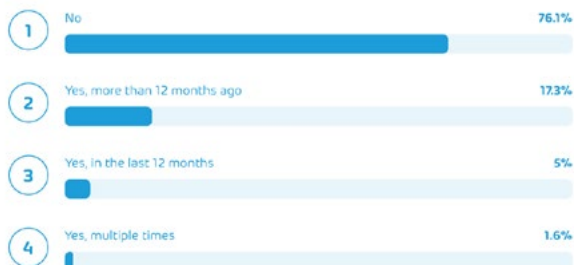 1 No 76.1%
2 Yes, more than 12 months ago 17.3%
3 Yes, in the last 12 months 5%
4 Yes, multiple times 1.6%